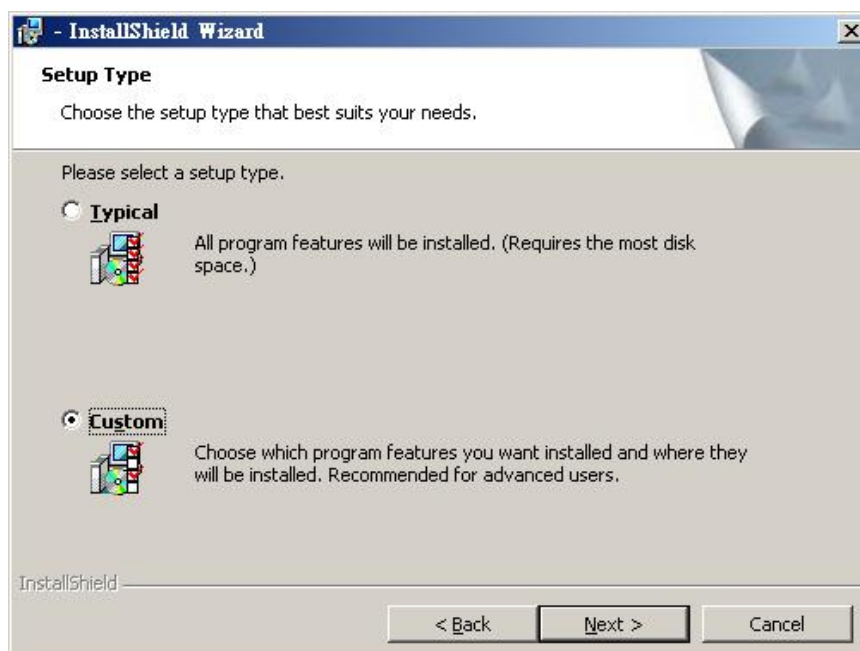 - InstallShield Wizard
Setup Type
Choose the setup type that best suits your needs.
Please select a setup type.
Typical
All program features will be installed. (Requires the most disk
space.)
Custom
Choose which program features you want installed and where they
will be installed. Recommended for advanced users.
InstallShield
< Back
Next >
Cancel